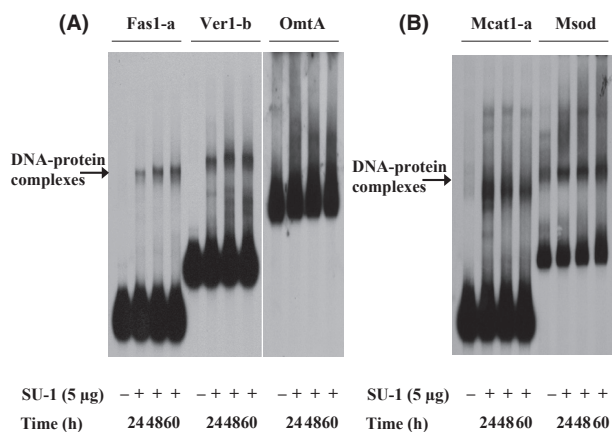 (A) Fas1-a Ver1-b OmtA
DNA-protein
complexes
SU-1 (5 µg) – + + + – + + + – + + +
Time (h) 24 48 60 24 48 60 24 48 60
(B) Mcat1-a Msod
DNA-protein
complexes
SU-1 (5 µg) – + + + – + + +
Time (h) 24 48 60 24 48 60